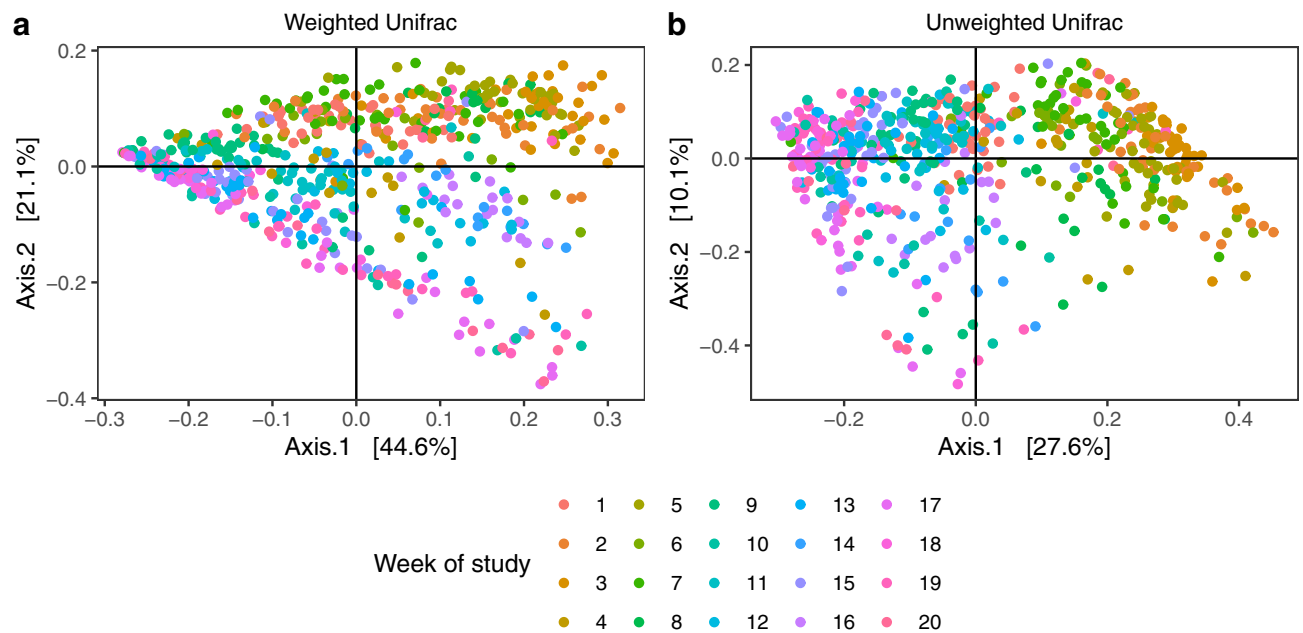 a Weighted Unifrac
0.2
0.0
−0.2
−0.4
Axis.2 [21.1%]
−0.3 −0.2 −0.1 0.0 0.1 0.2 0.3
Axis.1 [44.6%]
b Unweighted Unifrac
0.2
0.0
−0.2
−0.4
Axis.2 [10.1%]
−0.2 0.0 0.2 0.4
Axis.1 [27.6%]
Week of study
1 5 9 13 17
2 6 10 14 18
3 7 11 15 19
4 8 12 16 20